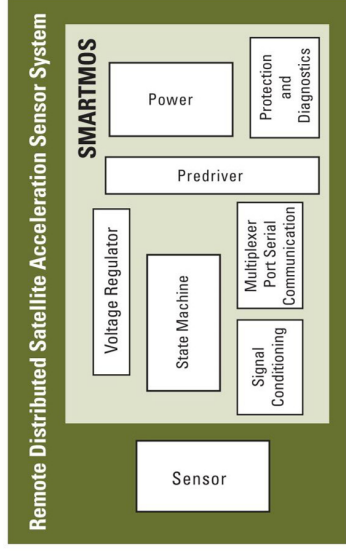 Remote Distributed Satellite Acceleration Sensor System
SMARTMOS
Voltage Regulator
Power
State Machine
Predriver
Sensor
Signal
Conditioning
Multiplexer
Port Serial
Communication
Protection
and
Diagnostics